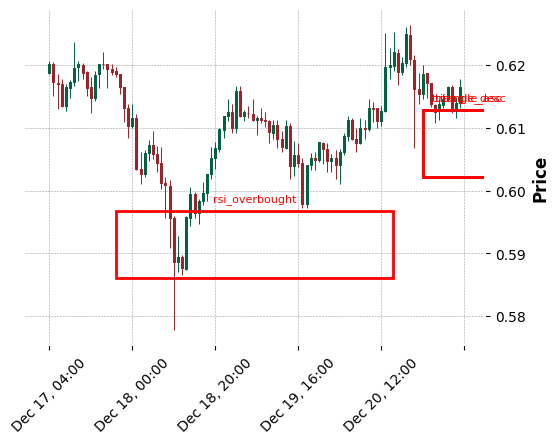 0.62
triangle_desc
0.61
0.60
rsi_overbought
0.59
0.58
Price
Dec 17, 04:00
Dec 18, 00:00
Dec 18, 20:00
Dec 19, 16:00
Dec 20, 12:00